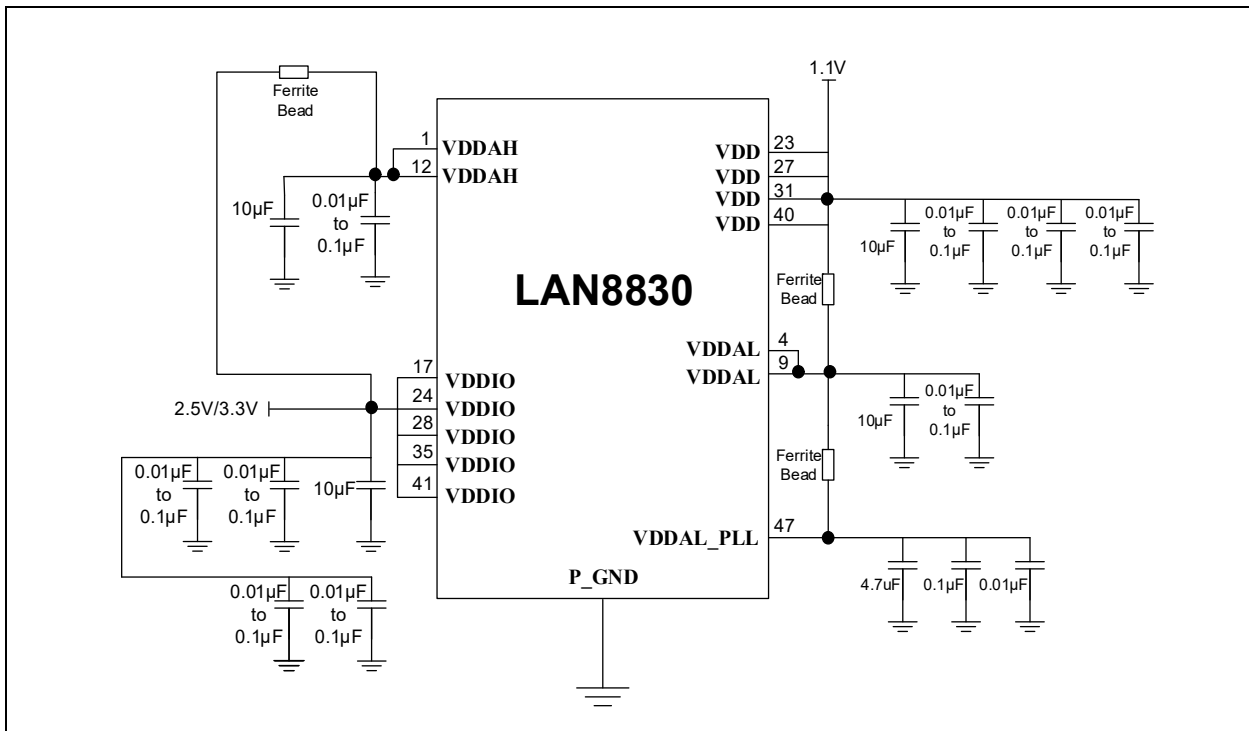 Ferrite
Bead
1.1V
1
VDDAH
12
VDDAH
10µF
0.01µF
to
0.1µF
VDD
23
VDD
27
VDD
31
VDD
40
10µF
0.01µF
to
0.1µF
0.01µF
to
0.1µF
0.01µF
to
0.1µF
LAN8830
Ferrite
Bead
VDDAL
4
VDDAL
9
10µF
0.01µF
to
0.1µF
17
VDDIO
2.5V/3.3V
24
VDDIO
28
VDDIO
35
VDDIO
41
VDDIO
0.01µF
to
0.1µF
0.01µF
to
0.1µF
10µF
Ferrite
Bead
VDDAL_PLL
47
4.7uF
0.1µF
0.01µF
P_GND
0.01µF
to
0.1µF
0.01µF
to
0.1µF